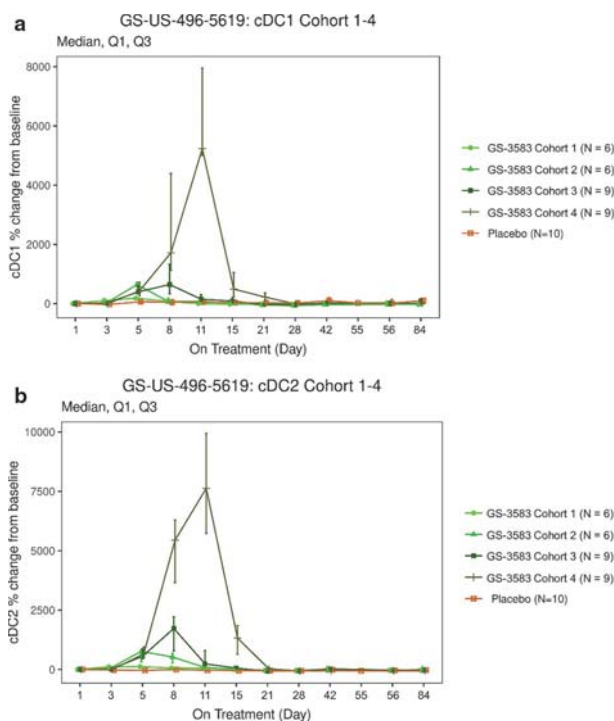 a
GS-US-496-5619: cDC1 Cohort 1-4
Median, Q1, Q3
8000
6000
4000
2000
0
cDC1 % change from baseline
1 3 5 8 11 15 21 28 42 55 56 84
On Treatment (Day)
GS-3583 Cohort 1 (N = 6)
GS-3583 Cohort 2 (N = 6)
GS-3583 Cohort 3 (N = 9)
GS-3583 Cohort 4 (N = 9)
Placebo (N=10)
b
GS-US-496-5619: cDC2 Cohort 1-4
Median, Q1, Q3
10000
7500
5000
2500
0
cDC2 % change from baseline
1 3 5 8 11 15 21 28 42 55 56 84
On Treatment (Day)
GS-3583 Cohort 1 (N = 6)
GS-3583 Cohort 2 (N = 6)
GS-3583 Cohort 3 (N = 9)
GS-3583 Cohort 4 (N = 9)
Placebo (N=10)